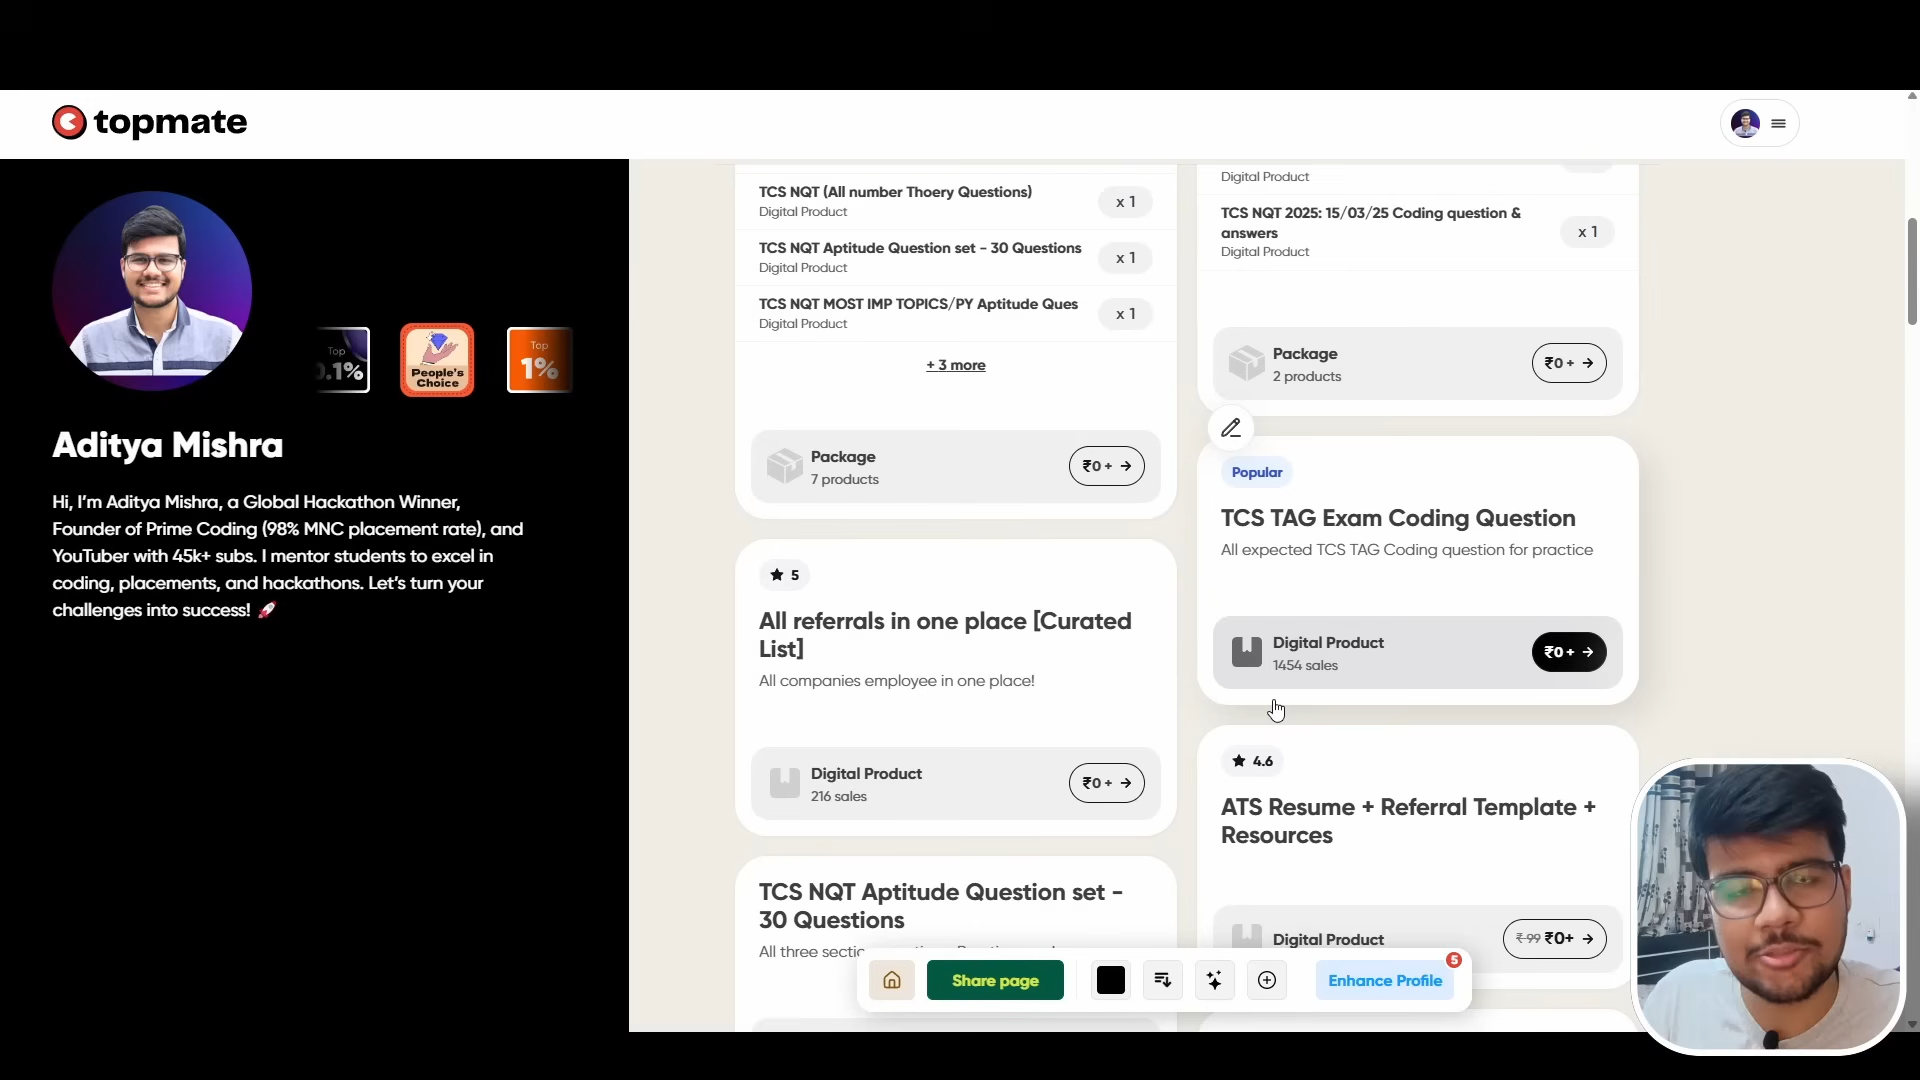 topmate
Top
0.1%
People's
Choice
Top
1%
Aditya Mishra
Hi, I'm Aditya Mishra, a Global Hackathon Winner,
Founder of Prime Coding (98% MNC placement rate), and
YouTuber with 45k+ subs. I mentor students to excel in
coding, placements, and hackathons. Let's turn your
challenges into success! 🚀
TCS NQT (All number Thoery Questions)
Digital Product
x 1
TCS NQT Aptitude Question set - 30 Questions
Digital Product
x 1
TCS NQT MOST IMP TOPICS/PY Aptitude Ques
Digital Product
x 1
+ 3 more
Package
7 products
₹0 + →
★ 5
All referrals in one place [Curated
List]
All companies employee in one place!
Digital Product
216 sales
₹0 + →
TCS NQT Aptitude Question set -
30 Questions
Digital Product
TCS NQT 2025: 15/03/25 Coding question &
answers
Digital Product
x 1
Package
2 products
₹0 + →
Popular
TCS TAG Exam Coding Question
All expected TCS TAG Coding question for practice
Digital Product
1454 sales
₹0 + →
★ 4.6
ATS Resume + Referral Template +
Resources
Digital Product
₹99 ₹0+ →
All three
Share page
Enhance Profile
5